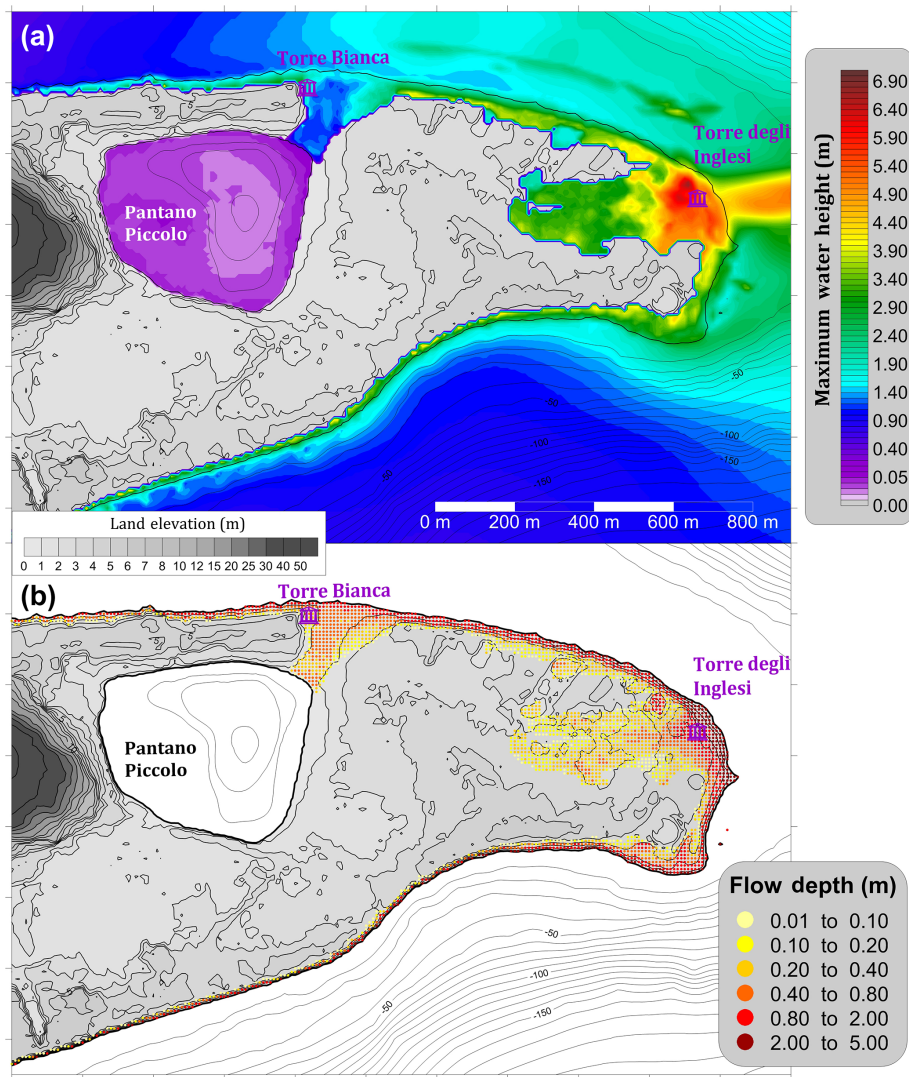 (a)
Torre Bianca
Torre degli
Inglesi
Pantano
Piccolo
-50
50
-100
-150
-50
-100
-150
0 m 200 m 400 m 600 m 800 m
Maximum water height (m)
6.90
6.40
5.90
5.40
4.90
4.40
3.90
3.40
2.90
2.40
1.90
1.40
0.90
0.40
0.05
0.00
Land elevation (m)
0 1 2 3 4 5 6 7 8 10 12 15 20 25 30 40 50
(b)
Torre Bianca
Torre degli
Inglesi
Pantano
Piccolo
-50
-100
-50
-150
Flow depth (m)
0.01 to 0.10
0.10 to 0.20
0.20 to 0.40
0.40 to 0.80
0.80 to 2.00
2.00 to 5.00